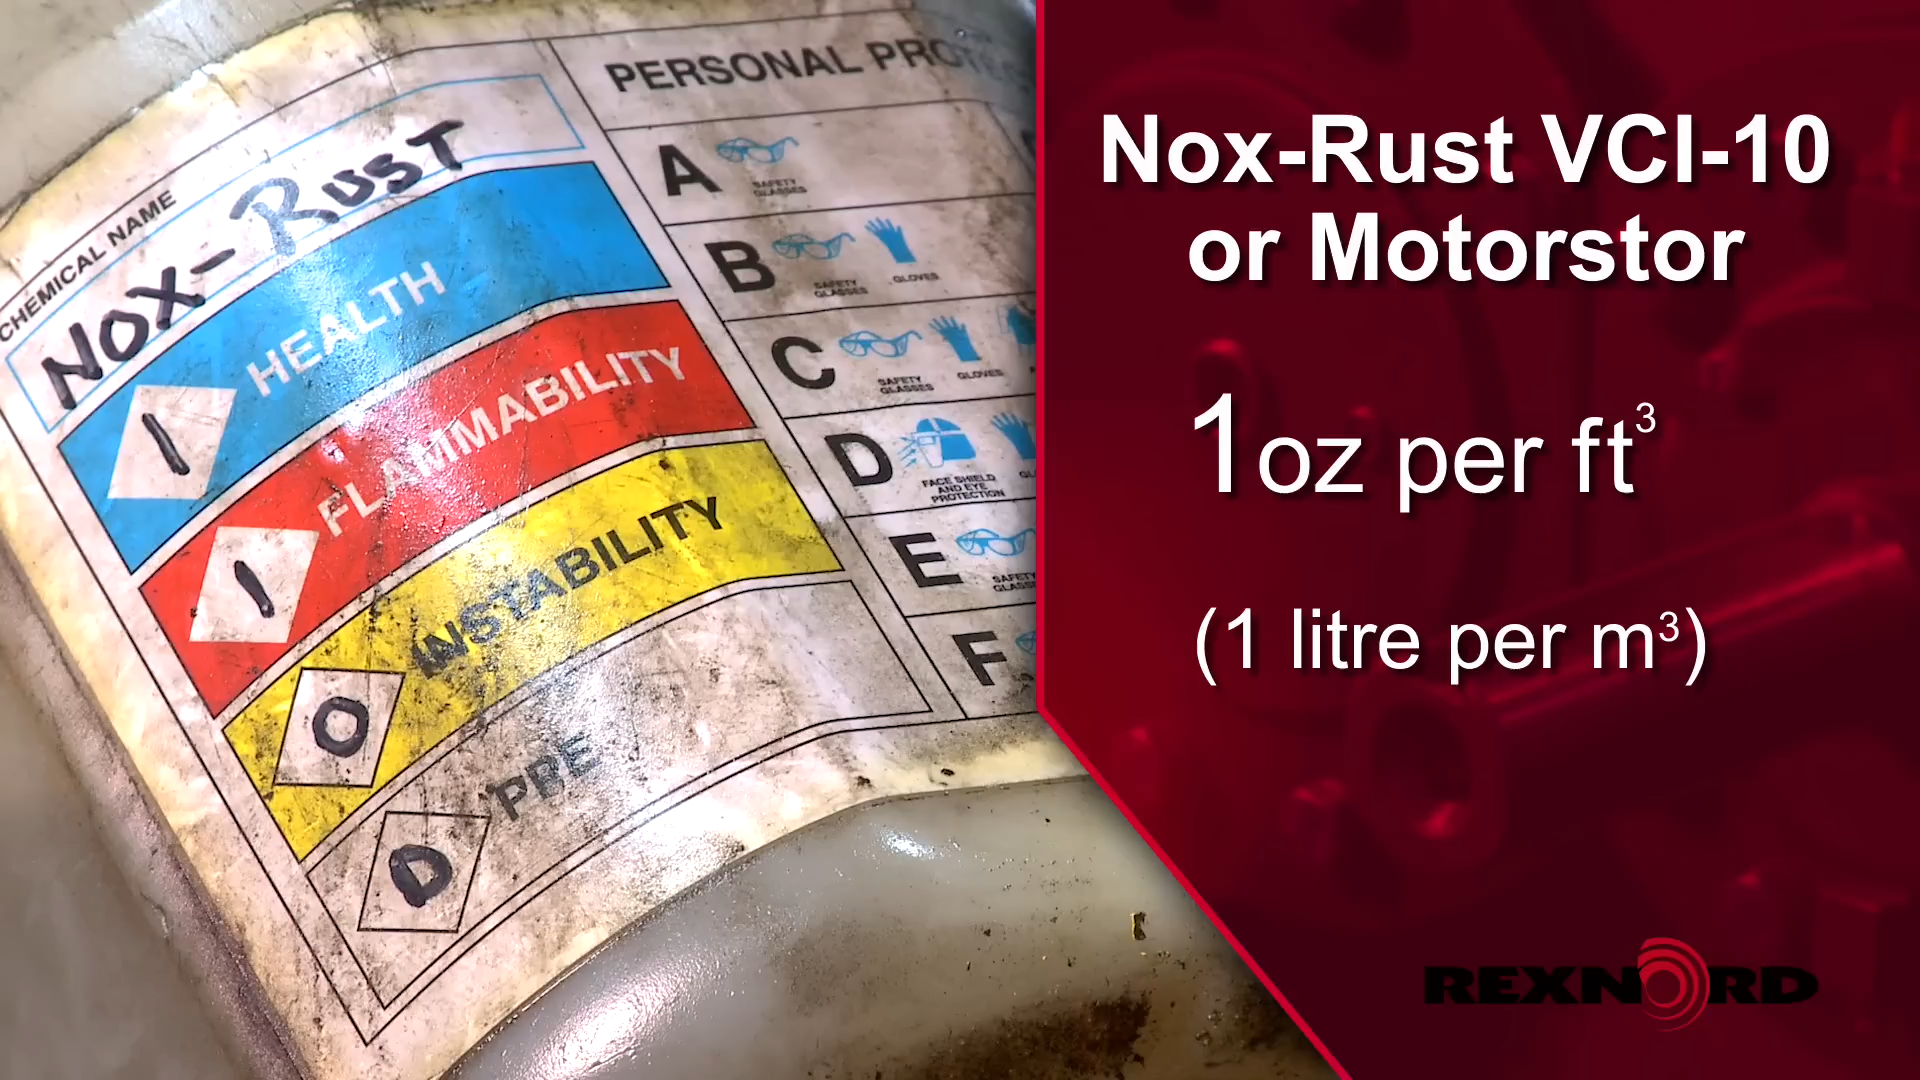 CHEMICAL NAME
NOX-RUST
1 HEALTH
1 FLAMMABILITY
0 INSTABILITY
D PRE
PERSONAL
A
SAFETY
GLASSES
B
SAFETY
GLASSES
GLOVES
C
SAFETY
GLASSES
GLOVES
D
FACE SHIELD
AND EYE
PROTECTION
E
SAFETY
F
Nox-Rust VCI-10
or Motorstor
1oz per ft³
(1 litre per m³)
REXNORD